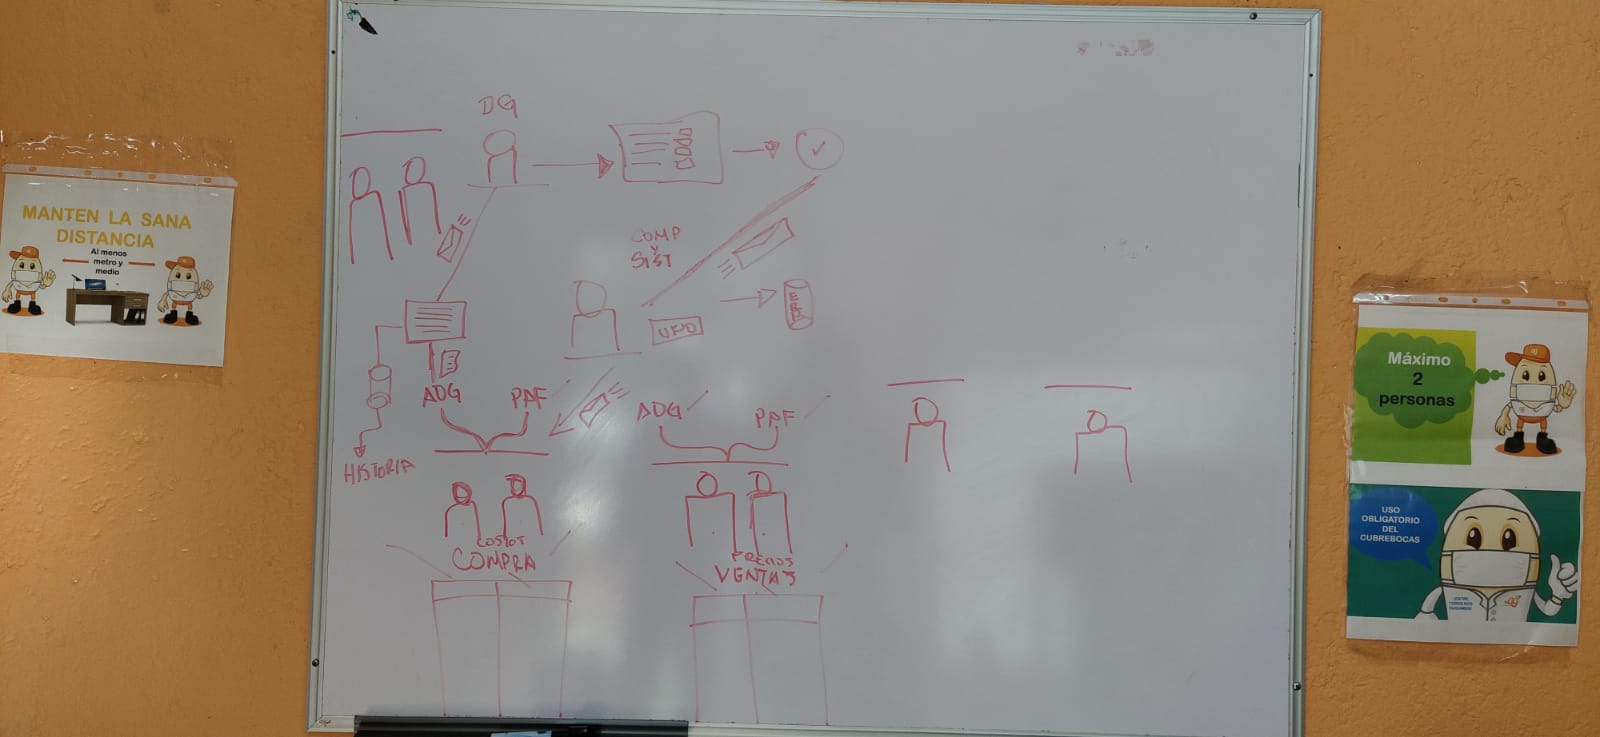 MANTEN LA SANA
DISTANCIA
Al menos
metro y
medio
DG
COMP
Y
SIST
UPD
ERP
ADG
PAF
ADG
PAF
HISTORIA
COSTOS
COMPRA
PRECIOS
VENTAS
Máximo
2
personas
USO
OBLIGATORIO
DEL
CUBREBOCAS